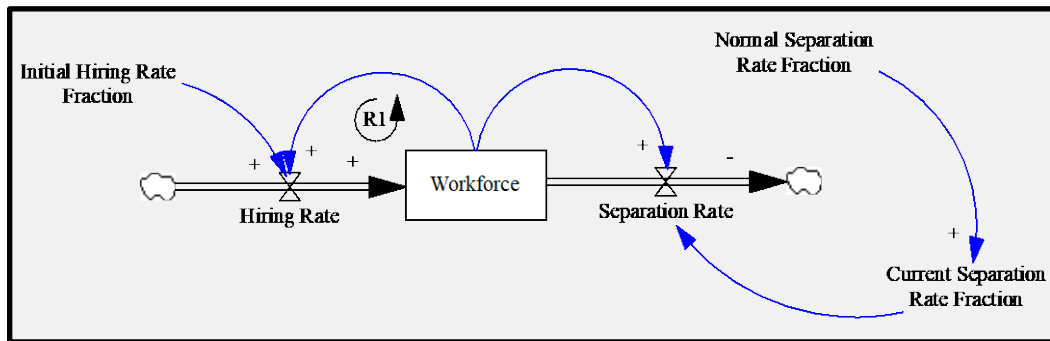 Initial Hiring Rate
Fraction
R1
Normal Separation
Rate Fraction
+
+
+
+
-
Workforce
Hiring Rate
Separation Rate
+
Current Separation
Rate Fraction